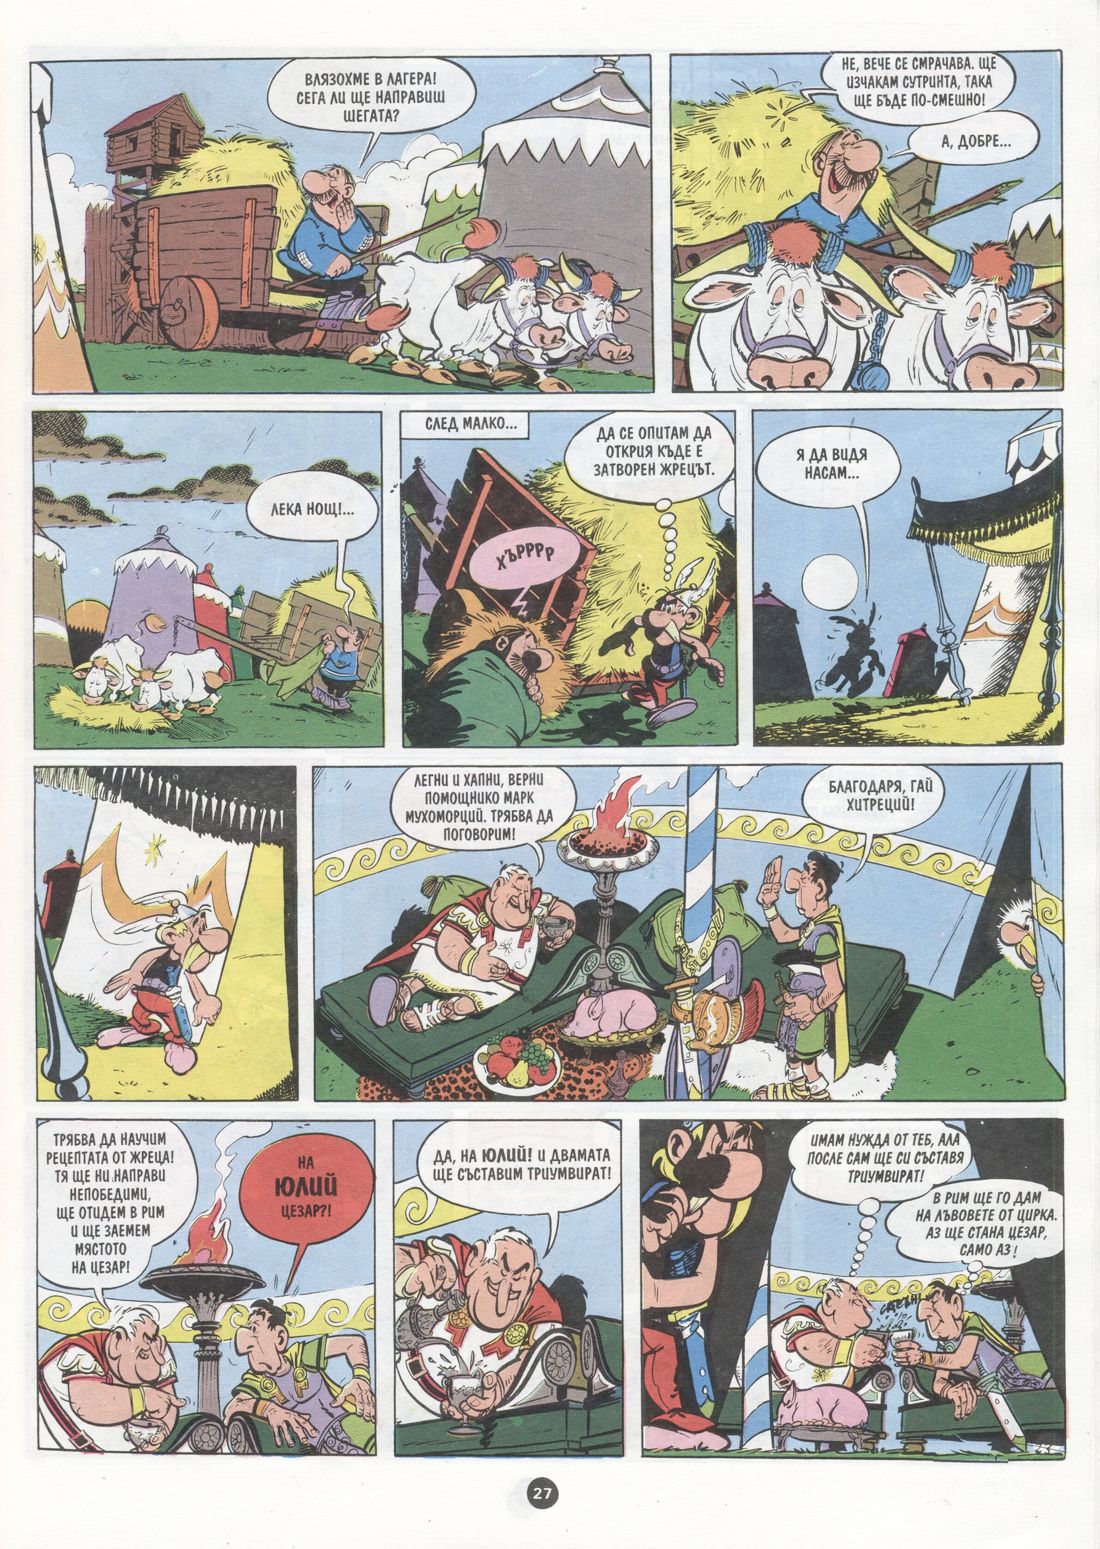 ВЛЯЗОХМЕ В ЛАГЕРА!
СЕГА ЛИ ЩЕ НАПРАВИШ
ШЕГАТА?
НЕ, ВЕЧЕ СЕ СМРАЧАВА. ЩЕ
ИЗЧАКАМ СУТРИНТА, ТАКА
ЩЕ БЪДЕ ПО-СМЕШНО!
А, ДОБРЕ...
ЛЕКА НОЩ!...
СЛЕД МАЛКО...
ДА СЕ ОПИТАМ ДА
ОТКРИЯ КЪДЕ Е
ЗАТВОРЕН ЖРЕЦЪТ.
ХЪРРРР
Я ДА ВИДЯ
НАСАМ...
ЛЕГНИ И ХАПНИ, ВЕРНИ
ПОМОЩНИКО МАРК
МУХОМОРЦИЙ. ТРЯБВА ДА
ПОГОВОРИМ!
БЛАГОДАРЯ, ГАЙ
ХИТРЕЦИЙ!
ТРЯБВА ДА НАУЧИМ
РЕЦЕПТАТА ОТ ЖРЕЦА!
ТЯ ЩЕ НИ НАПРАВИ
НЕПОБЕДИМИ,
ЩЕ ОТИДЕМ В РИМ
И ЩЕ ЗАЕМЕМ
МЯСТОТО
НА ЦЕЗАР!
НА
ЮЛИЙ
ЦЕЗАР?!
ДА, НА ЮЛИЙ! И ДВАМАТА
ЩЕ СЪСТАВИМ ТРИУМВИРАТ!
ИМАМ НУЖДА ОТ ТЕБ, АЛА
ПОСЛЕ САМ ЩЕ СИ СЪСТАВЯ
ТРИУМВИРАТ!
В РИМ ЩЕ ГО ДАМ
НА ЛЪВОВЕТЕ ОТ ЦИРКА.
АЗ ЩЕ СТАНА ЦЕЗАР,
САМО АЗ!
27